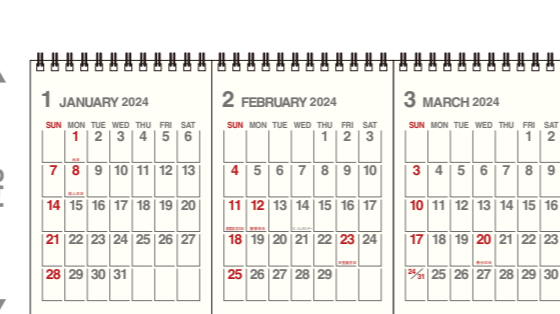 1 JANUARY 2024
SUN MON TUE WED THU FRI SAT
1 2 3 4 5 6
7 8 9 10 11 12 13
14 15 16 17 18 19 20
21 22 23 24 25 26 27
28 29 30 31
2 FEBRUARY 2024
SUN MON TUE WED THU FRI SAT
1 2 3
4 5 6 7 8 9 10
11 12 13 14 15 16 17
18 19 20 21 22 23 24
25 26 27 28 29
3 MARCH 2024
SUN MON TUE WED THU FRI SAT
1 2
3 4 5 6 7 8 9
10 11 12 13 14 15 16
17 18 19 20 21 22 23
24/31 25 26 27 28 29 30